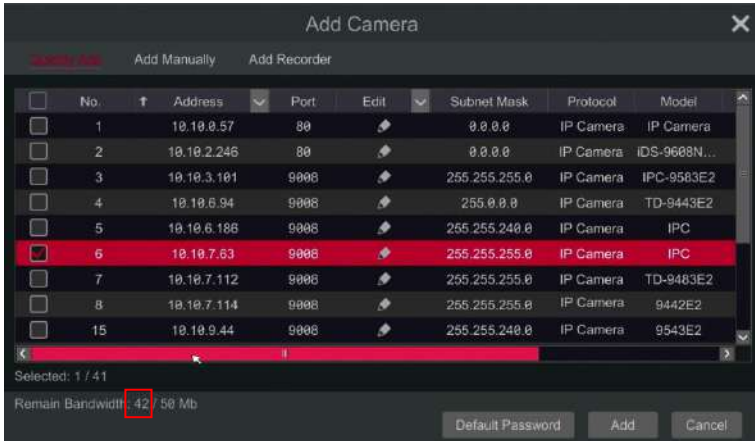 Add Camera
Quickly Add Add Manually Add Recorder
No. Address Port Edit Subnet Mask Protocol Model
1 10.10.0.57 80 0.0.0.0 IP Camera IP Camera
2 10.10.2.246 80 0.0.0.0 IP Camera iDS-9608N...
3 10.10.3.101 9008 255.255.255.0 IP Camera IPC-9583E2
4 10.10.6.94 9008 255.0.0.0 IP Camera TD-9443E2
5 10.10.6.186 9008 255.255.240.0 IP Camera IPC
6 10.10.7.63 9008 255.255.255.0 IP Camera IPC
7 10.10.7.112 9008 255.255.255.0 IP Camera TD-9483E2
8 10.10.7.114 9008 255.255.255.0 IP Camera 9442E2
15 10.10.9.44 9008 255.255.240.0 IP Camera 9543E2
Selected: 1 / 41
Remain Bandwidth: 42 / 50 Mb
Default Password Add Cancel